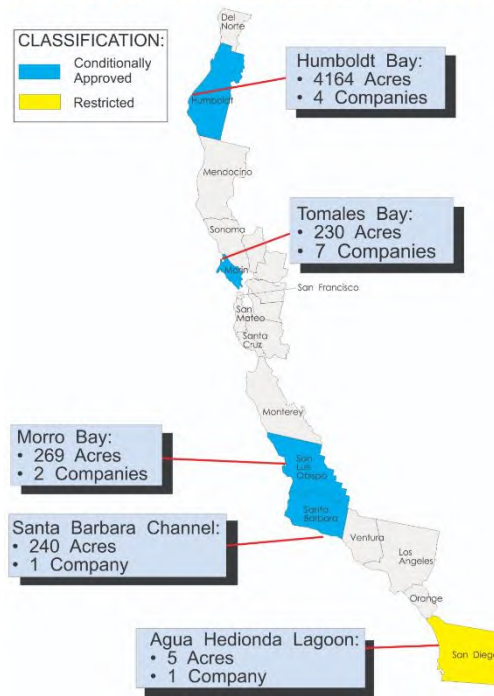 Del
Norte
CLASSIFICATION:
Conditionally
Approved
Restricted
Humboldt Bay:
• 4164 Acres
• 4 Companies
Humboldt
Mendocino
Tomales Bay:
• 230 Acres
• 7 Companies
Sonoma
Marin
San Francisco
San
Mateo
Santa
Cruz
Monterey
Morro Bay:
• 269 Acres
• 2 Companies
San
Luis
Obispo
Santa
Barbara
Santa Barbara Channel:
• 240 Acres
• 1 Company
Ventura
Los
Angeles
Orange
Agua Hedionda Lagoon:
• 5 Acres
• 1 Company
San Diego